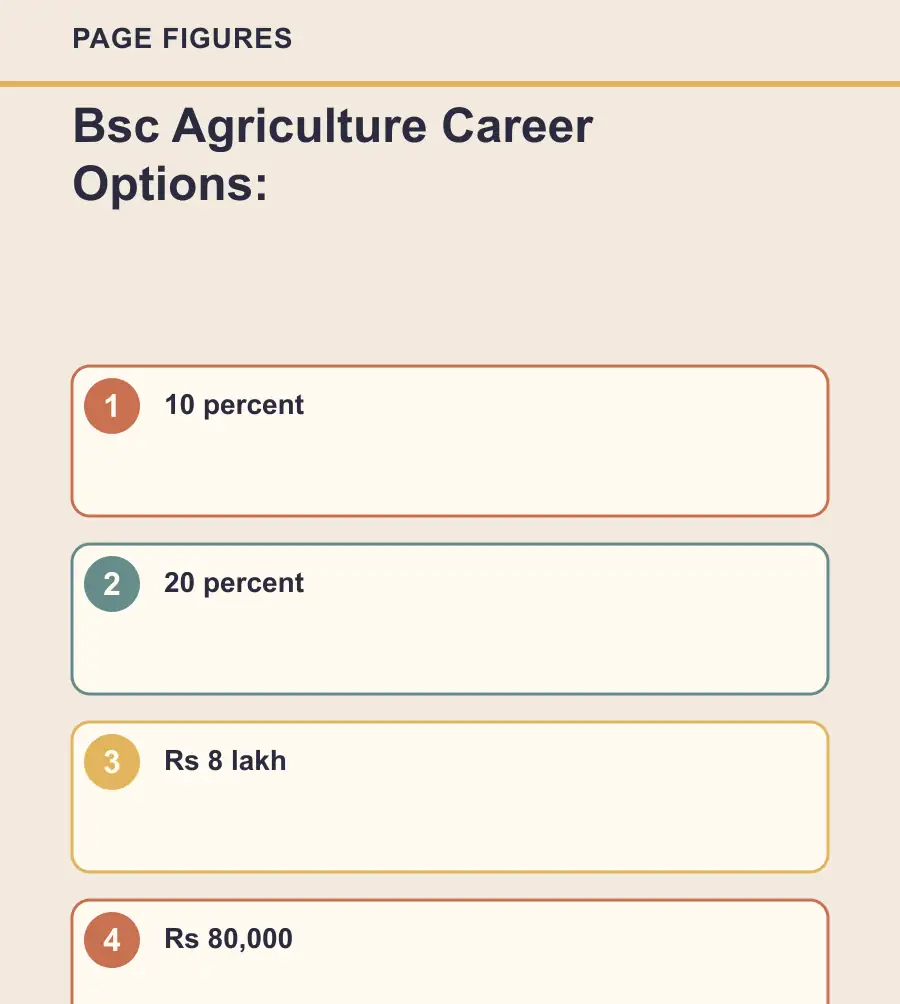 PAGE FIGURES
Bsc Agriculture Career
Options:
1 10 percent
2 20 percent
3 Rs 8 lakh
4 Rs 80,000